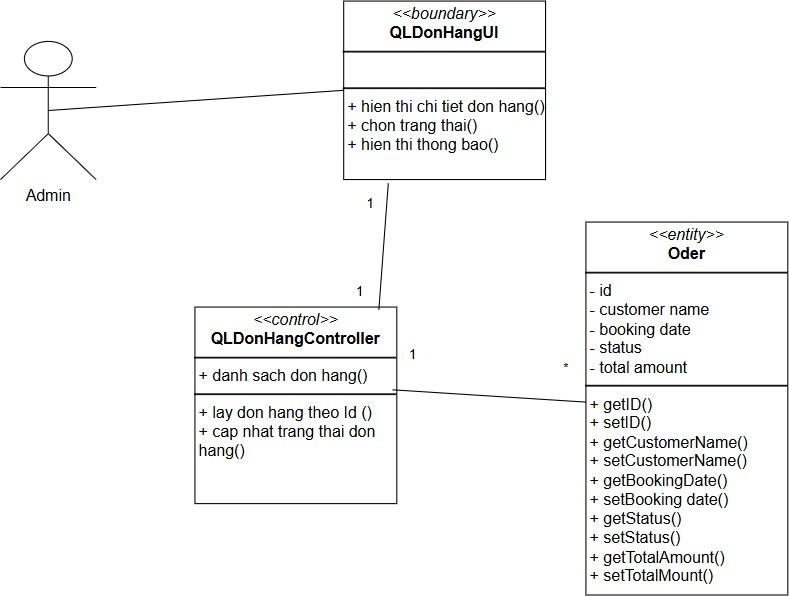 <<boundary>>
QLDonHangUI
+ hien thi chi tiet don hang()
+ chon trang thai()
+ hien thi thong bao()
Admin
1
1
<<control>>
QLDonHangController
+ danh sach don hang()
+ lay don hang theo Id ()
+ cap nhat trang thai don
hang()
1
*
<<entity>>
Oder
- id
- customer name
- booking date
- status
- total amount
+ getID()
+ setID()
+ getCustomerName()
+ setCustomerName()
+ getBookingDate()
+ setBooking date()
+ getStatus()
+ setStatus()
+ getTotalAmount()
+ setTotalMount()